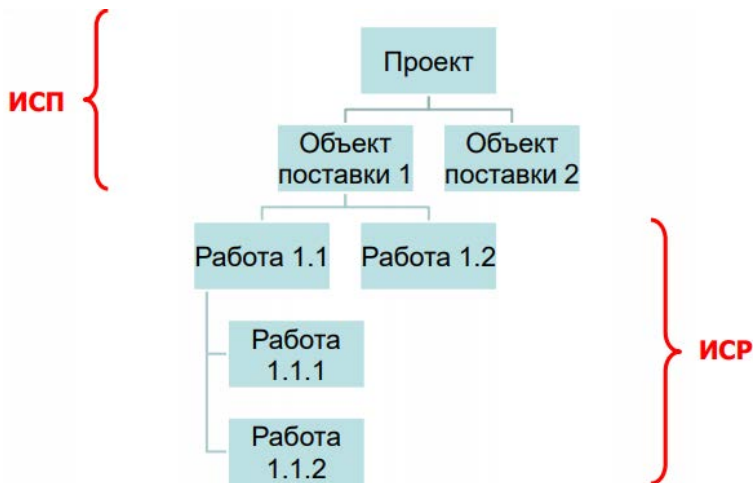 Проект
ИСП
Объект
поставки 1
Объект
поставки 2
Работа 1.1
Работа 1.2
Работа
1.1.1
ИСР
Работа
1.1.2